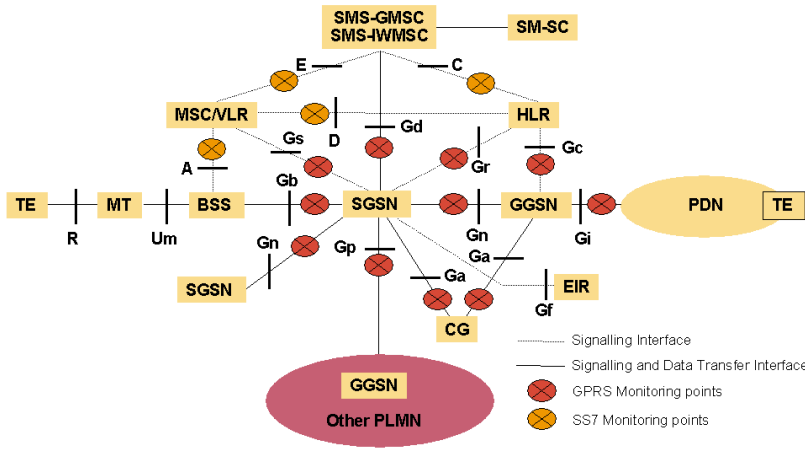 SMS-GMSC
SMS-IWMSC
SM-SC
E
C
MSC/VLR
HLR
D
Gd
Gs
Gr
Gc
A
Gb
TE
MT
BSS
SGSN
GGSN
PDN
TE
R
Um
Gn
Gp
Gn
Gi
Ga
Ga
SGSN
EIR
Gf
CG
Signalling Interface
Signalling and Data Transfer Interface
GGSN
GPRS Monitoring points
Other PLMN
SS7 Monitoring points